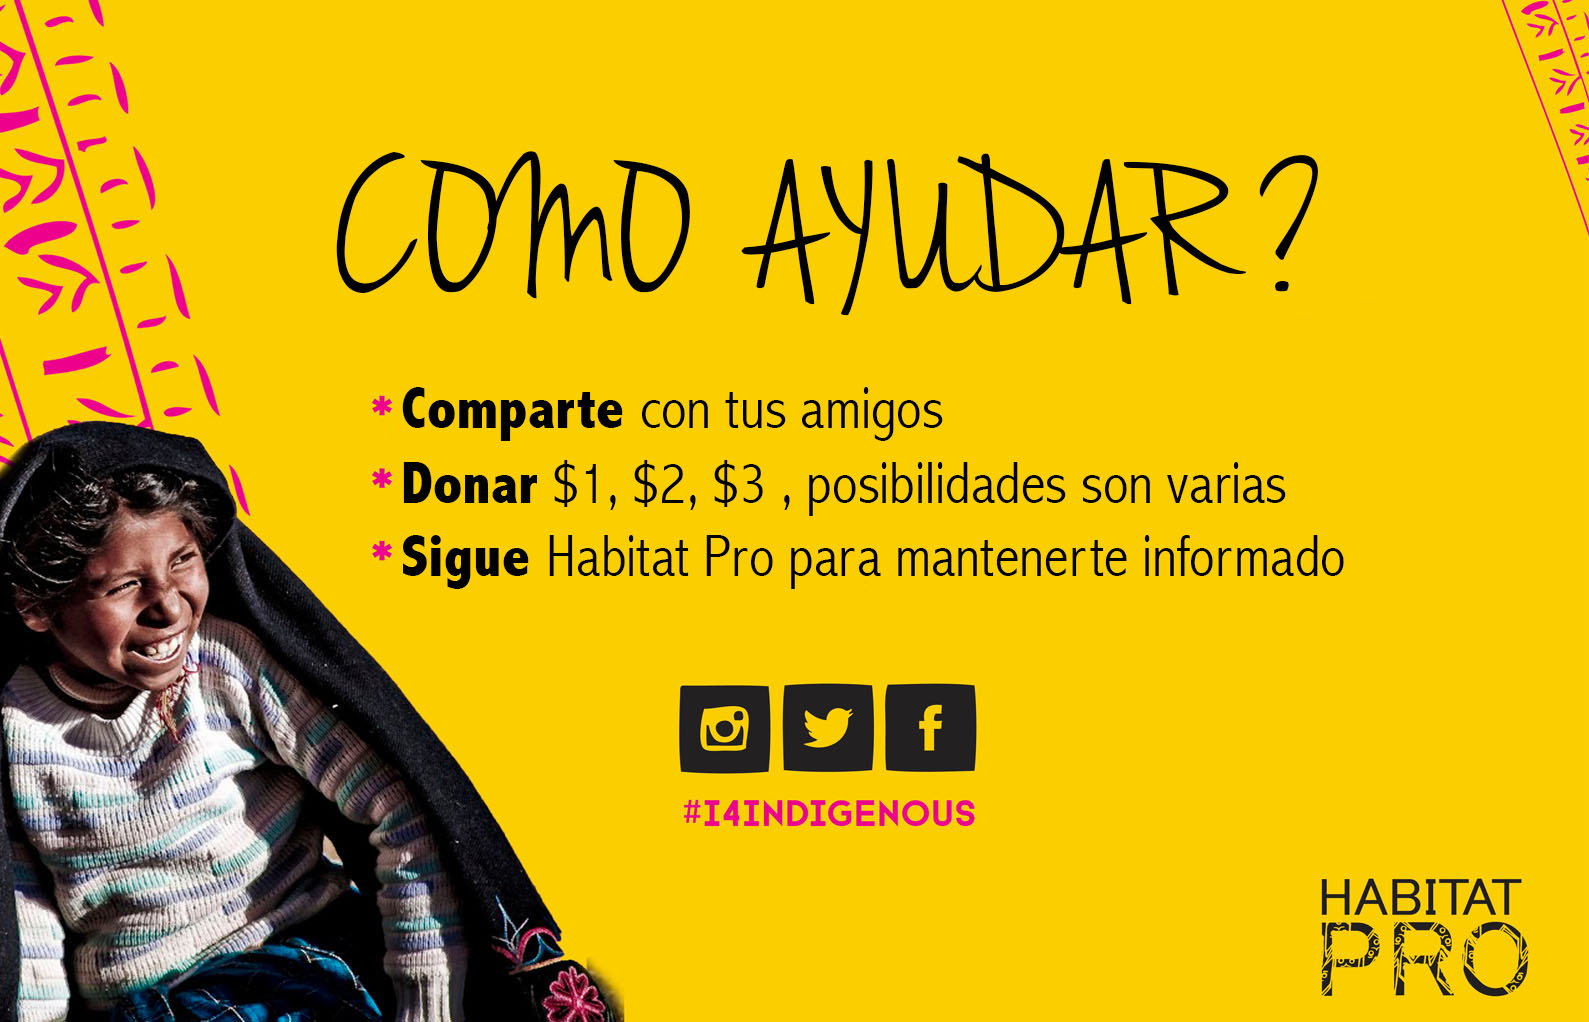 COMO AYUDAR?
* Comparte con tus amigos
* Donar $1, $2, $3 , posibilidades son varias
* Sigue Habitat Pro para mantenerte informado
#I4INDIGENOUS
HABITAT
PRO